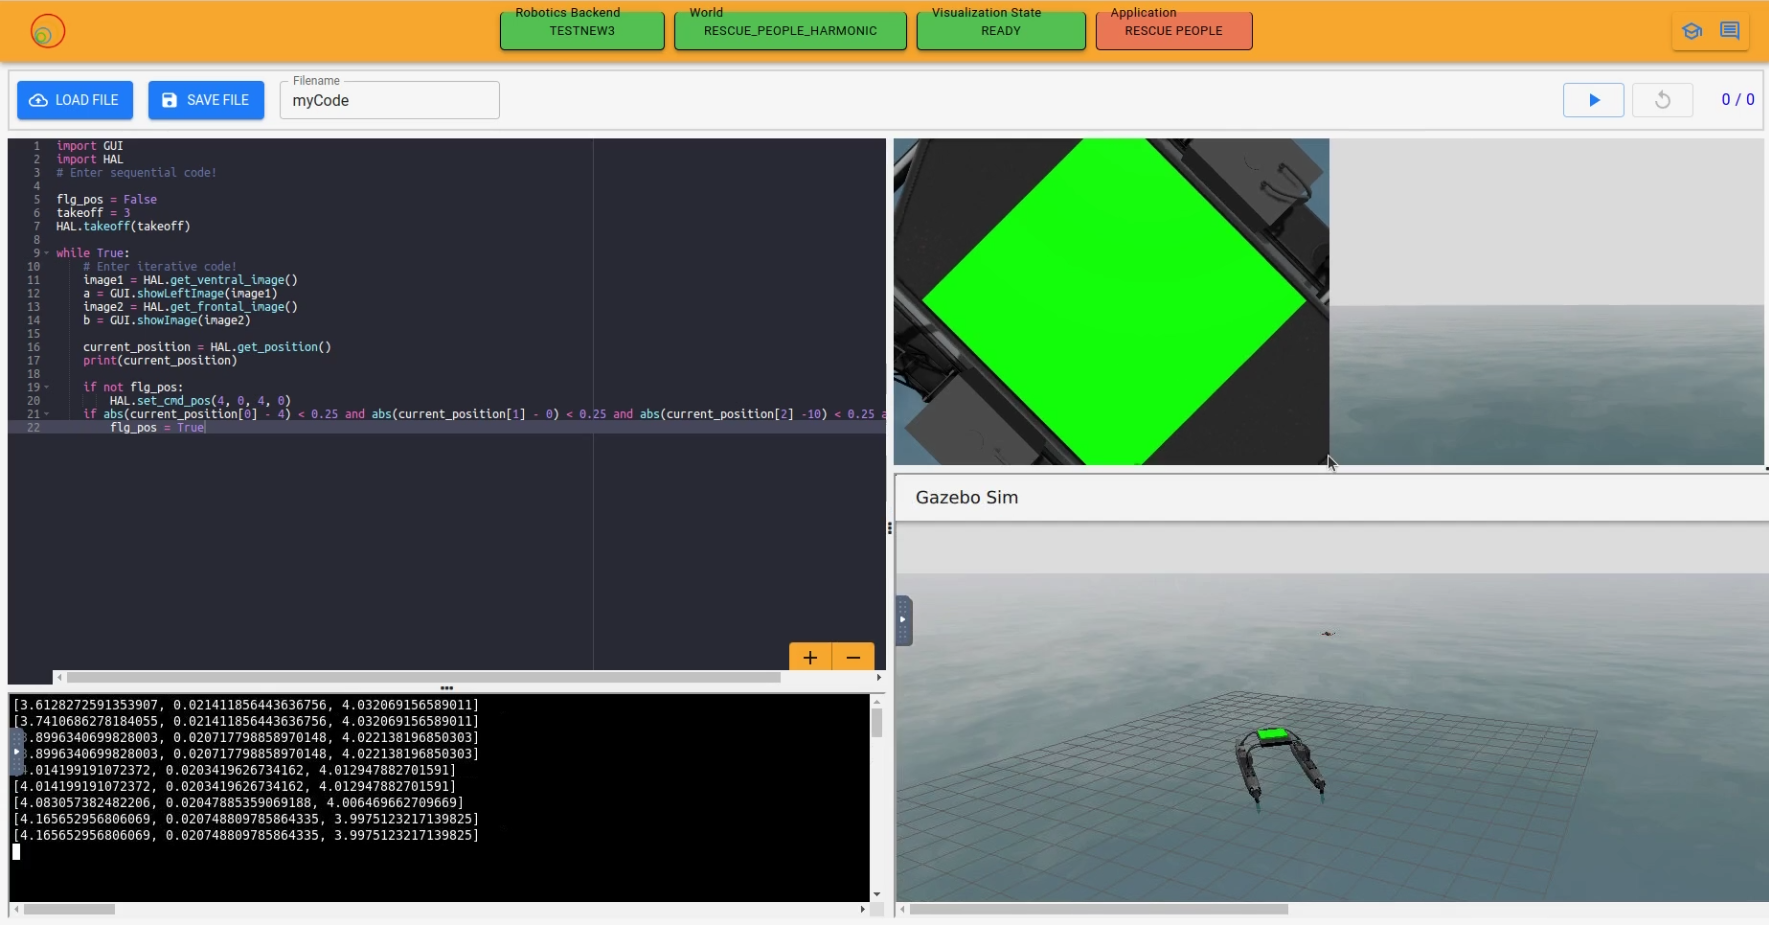 Robotics Backend
TESTNEW3
World
RESCUE_PEOPLE_HARMONIC
Visualization State
READY
Application
RESCUE PEOPLE
LOAD FILE
SAVE FILE
Filename
myCode
0 / 0
1 import GUI
2 import HAL
3 # Enter sequential code!
4
5 flg_pos = False
6 takeoff = 3
7 HAL.takeoff(takeoff)
8
9 while True:
10 # Enter iterative code!
11 image1 = HAL.get_ventral_image()
12 a = GUI.showLeftImage(image1)
13 image2 = HAL.get_frontal_image()
14 b = GUI.showImage(image2)
15
16 current_position = HAL.get_position()
17 print(current_position)
18
19 if not flg_pos:
20 HAL.set_cmd_pos(4, 0, 4, 0)
21 if abs(current_position[0] - 4) < 0.25 and abs(current_position[1] - 0) < 0.25 and abs(current_position[2] -10) < 0.25 a
22 flg_pos = True
+ −
[3.6128272591353907, 0.021411856443636756, 4.032069156589011]
[3.7410686278184055, 0.021411856443636756, 4.032069156589011]
.8996340699828003, 0.020717798858970148, 4.022138196850303]
.8996340699828003, 0.020717798858970148, 4.022138196850303]
.014199191072372, 0.0203419626734162, 4.012947882701591]
[4.014199191072372, 0.0203419626734162, 4.012947882701591]
[4.083057382482206, 0.02047885359069188, 4.006469662709669]
[4.165652956806069, 0.020748809785864335, 3.9975123217139825]
[4.165652956806069, 0.020748809785864335, 3.9975123217139825]
Gazebo Sim